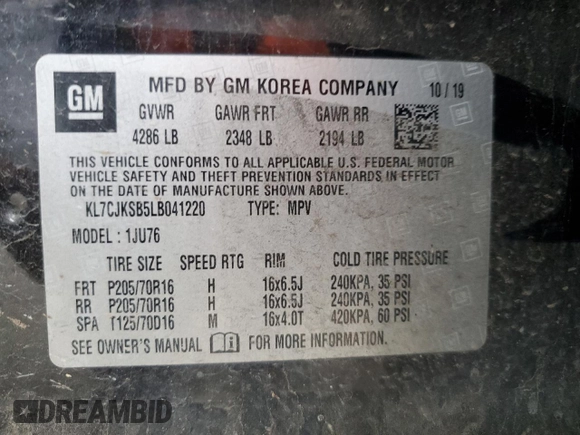 GM
MFD BY GM KOREA COMPANY 10 / 19
GVWR GAWR FRT GAWR RR
4286 LB 2348 LB 2194 LB
THIS VEHICLE CONFORMS TO ALL APPLICABLE U.S. FEDERAL MOTOR
VEHICLE SAFETY AND THEFT PREVENTION STANDARDS IN EFFECT
ON THE DATE OF MANUFACTURE SHOWN ABOVE.
KL7CJKSB5LB041220 TYPE: MPV
MODEL : 1JU76
TIRE SIZE SPEED RTG RIM COLD TIRE PRESSURE
FRT P205/70R16 H 16x6.5J 240KPA, 35 PSI
RR P205/70R16 H 16x6.5J 240KPA, 35 PSI
SPA T125/70D16 M 16x4.0T 420KPA, 60 PSI
SEE OWNER'S MANUAL FOR MORE INFORMATION.
DREAMBID